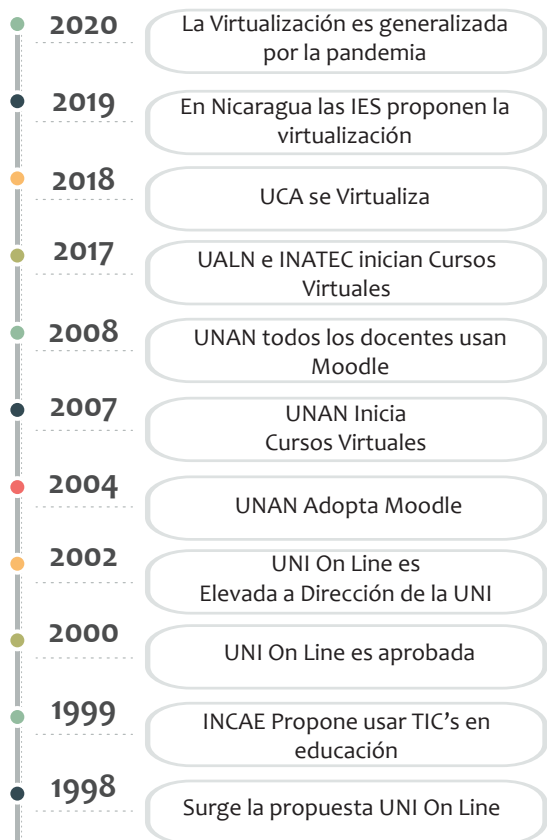 2020
La Virtualización es generalizada
por la pandemia
2019
En Nicaragua las IES proponen la
virtualización
2018
UCA se Virtualiza
2017
UALN e INATEC inician Cursos
Virtuales
2008
UNAN todos los docentes usan
Moodle
2007
UNAN Inicia
Cursos Virtuales
2004
UNAN Adopta Moodle
2002
UNI On Line es
Elevada a Dirección de la UNI
2000
UNI On Line es aprobada
1999
INCAE Propone usar TIC's en
educación
1998
Surge la propuesta UNI On Line